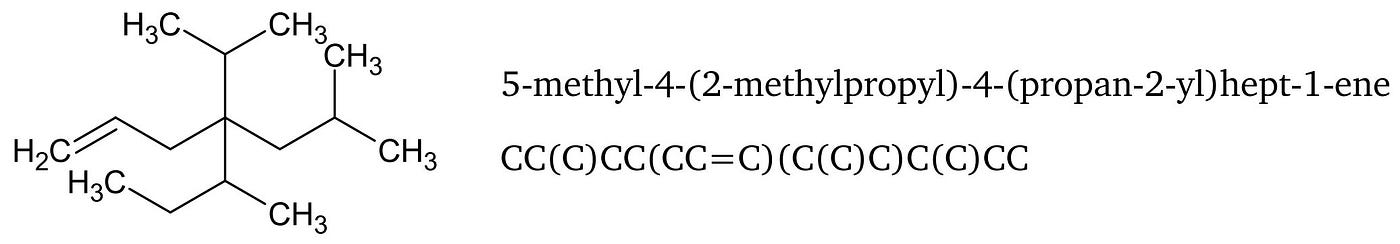 H₃C CH₃
CH₃
5-methyl-4-(2-methylpropyl)-4-(propan-2-yl)hept-1-ene
H₂C CH₃
CC(C)CC(CC=C)(C(C)C)C(C)CC
H₃C
CH₃